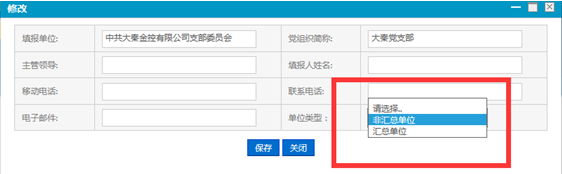 修改
填报单位: 中共大秦金控有限公司支部委员会 党组织简称: 大秦党支部
主管领导: 填报人姓名:
移动电话: 联系电话:
请选择..
电子邮件: 单位类型： 非汇总单位
汇总单位
保存 关闭